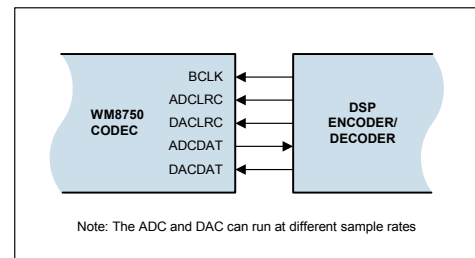 WM8750
CODEC
BCLK
ADCLRC
DACLRC
ADCDAT
DACDAT
DSP
ENCODER/
DECODER
Note: The ADC and DAC can run at different sample rates